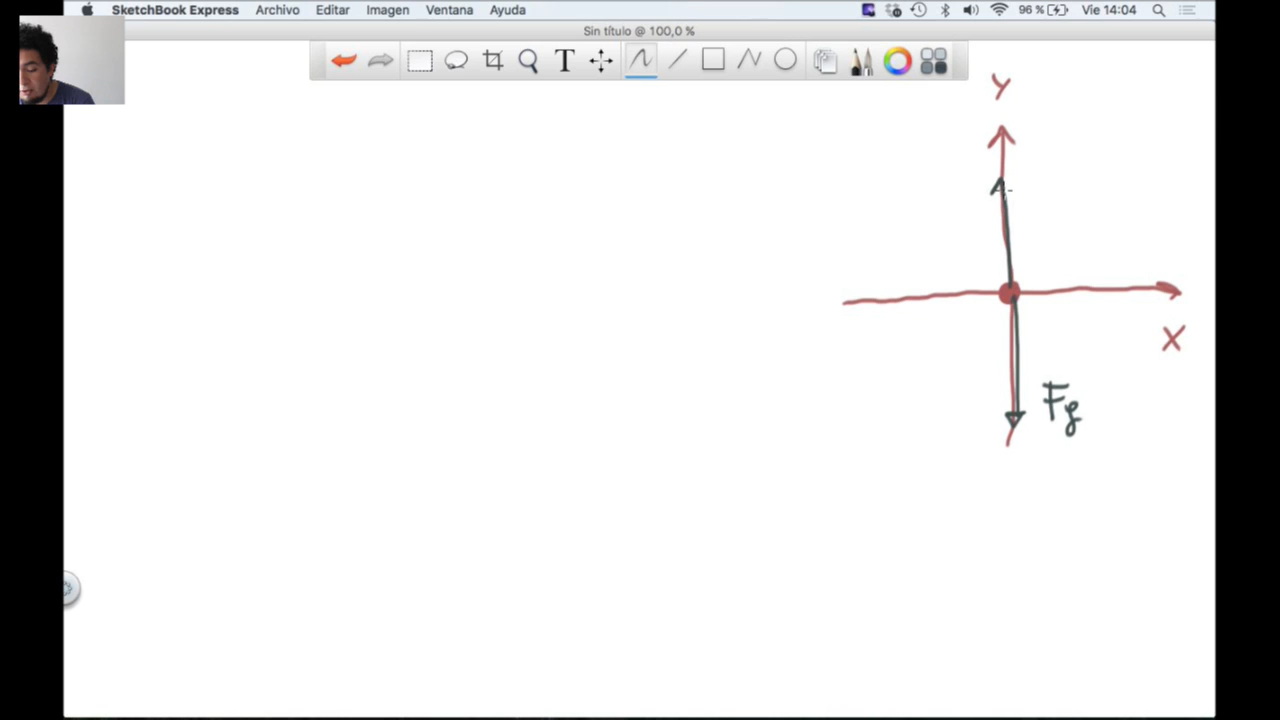 SketchBook Express Archivo Editar Imagen Ventana Ayuda 96 % Vie 14:04
Sin título @ 100,0 %
T
Y
X
Fg